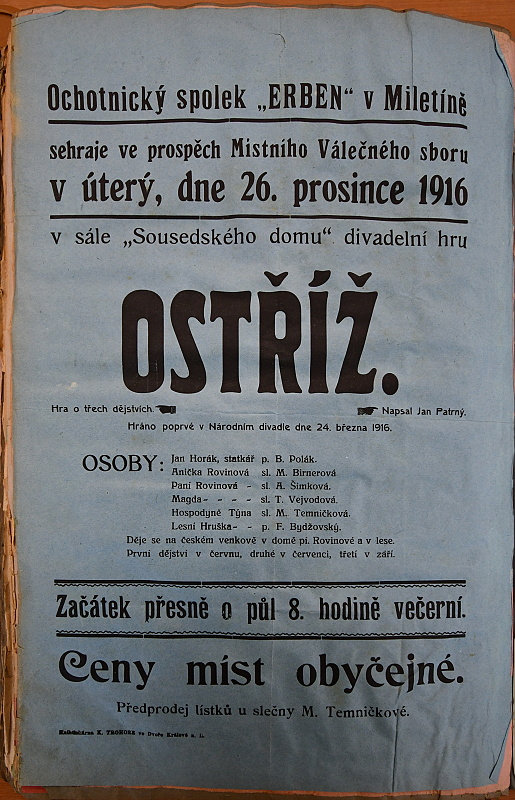 Ochotnický spolek „ERBEN“ v Miletíně
sehraje ve prospěch Místního Válečného sboru
v úterý, dne 26. prosince 1916
v sále „Sousedského domu“ divadelní hru
OSTŘÍŽ.
Hra o třech dějstvích. Napsal Jan Patrný.
Hráno poprvé v Národním divadle dne 24. března 1916.
OSOBY:
Jan Horák, statkář p. B. Polák.
Anička Rovinová sl. M. Birnerová
Paní Rovinová - sl. A. Šimková.
Magda - - - - sl. T. Vejvodová.
Hospodyně Týna sl. M. Temničková.
Lesní Hruška - - p. F. Bydžovský.
Děje se na českém venkově v domě pí. Rovinové a v lese.
První dějství v červnu, druhé v červenci, třetí v září.
Začátek přesně o půl 8. hodině večerní.
Ceny míst obyčejné.
Předprodej lístků u slečny M. Temničkové.
Knihtiskárna K. ve Dvoře Králové n. L.